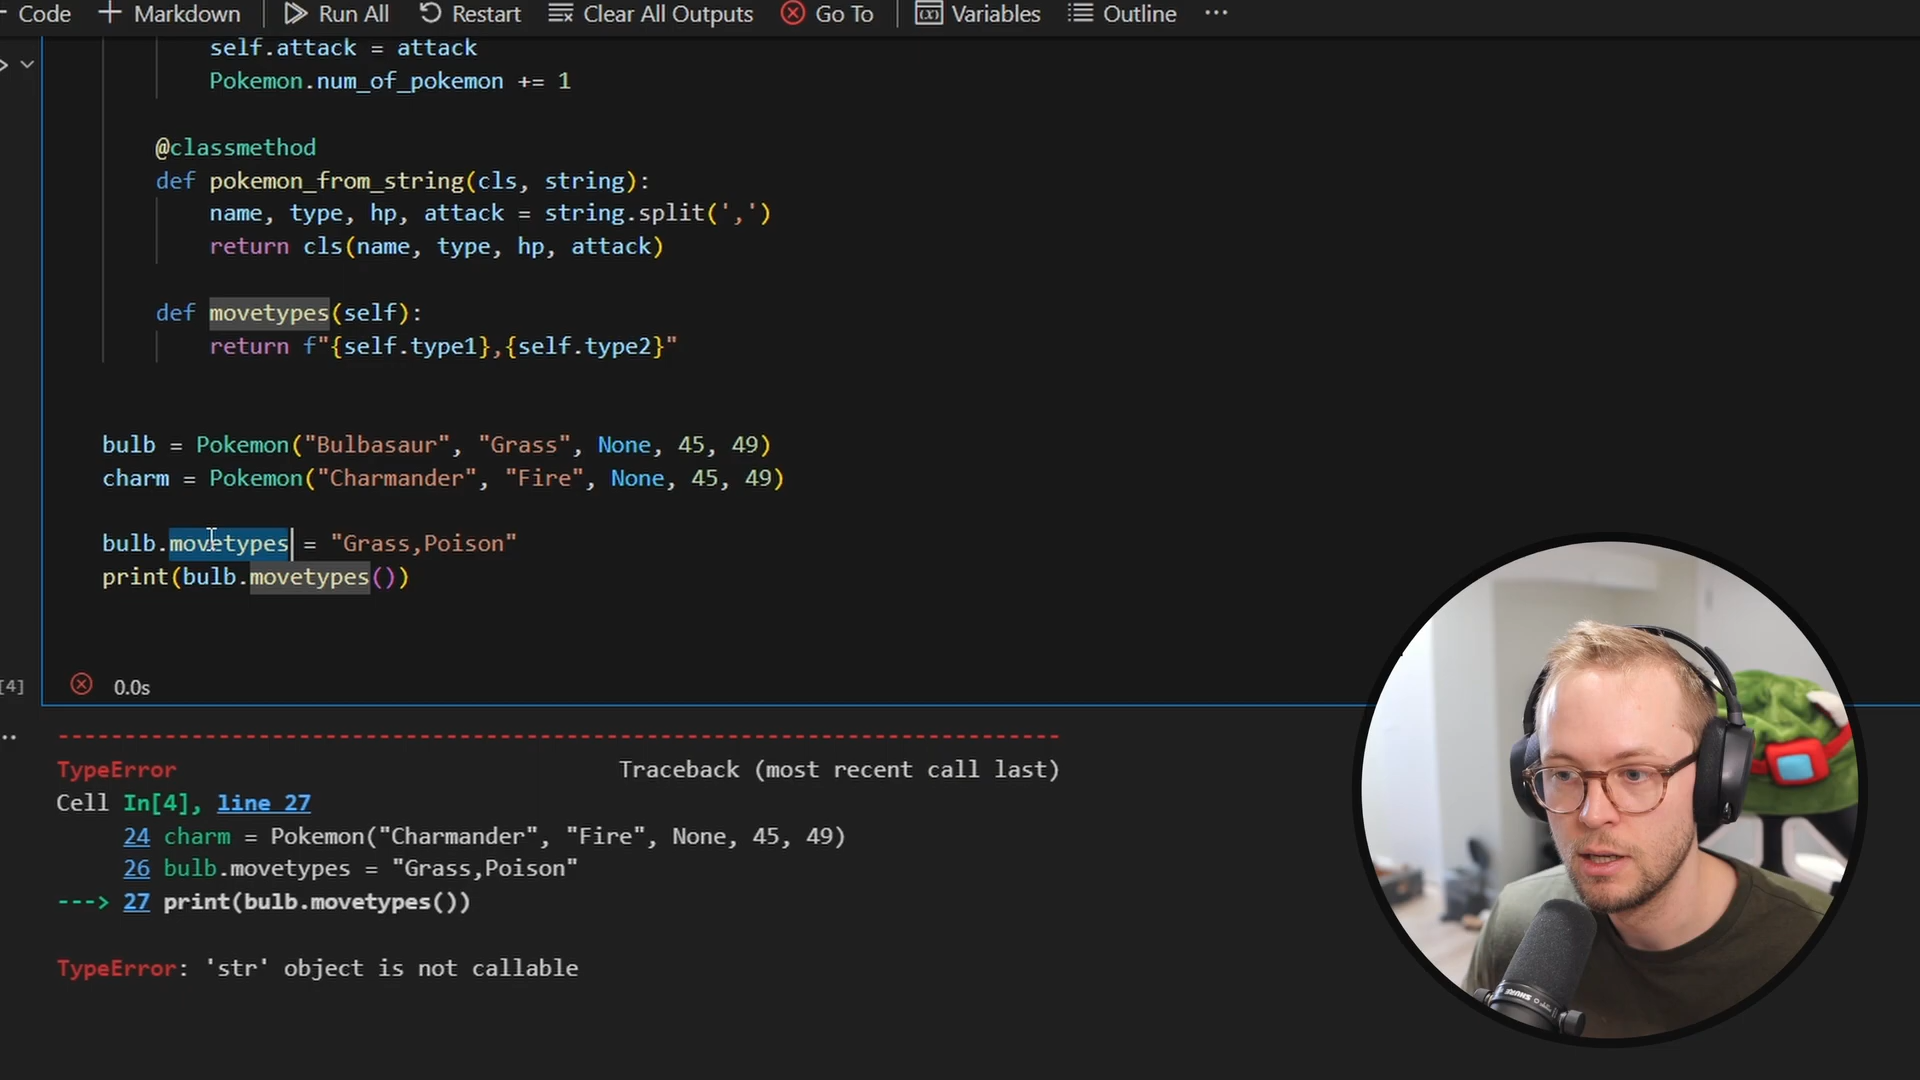 Code + Markdown Run All Restart Clear All Outputs Go To Variables Outline ...
self.attack = attack
Pokemon.num_of_pokemon += 1
@classmethod
def pokemon_from_string(cls, string):
name, type, hp, attack = string.split(',')
return cls(name, type, hp, attack)
def movetypes(self):
return f"{self.type1},{self.type2}"
bulb = Pokemon("Bulbasaur", "Grass", None, 45, 49)
charm = Pokemon("Charmander", "Fire", None, 45, 49)
bulb.movetypes = "Grass,Poison"
print(bulb.movetypes())
[4] 0.0s
---------------------------------------------------------------------------
TypeError Traceback (most recent call last)
Cell In[4], line 27
24 charm = Pokemon("Charmander", "Fire", None, 45, 49)
26 bulb.movetypes = "Grass,Poison"
---> 27 print(bulb.movetypes())
TypeError: 'str' object is not callable
SHURE